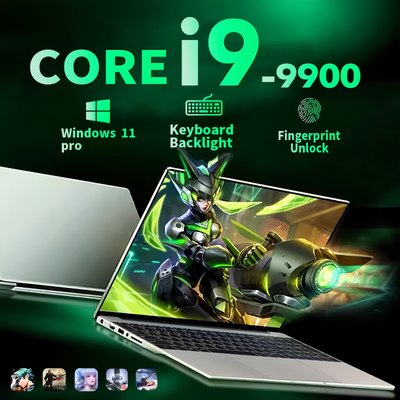 CORE i9-9900
Windows 11
pro
Keyboard
Backlight
Fingerprint
Unlock